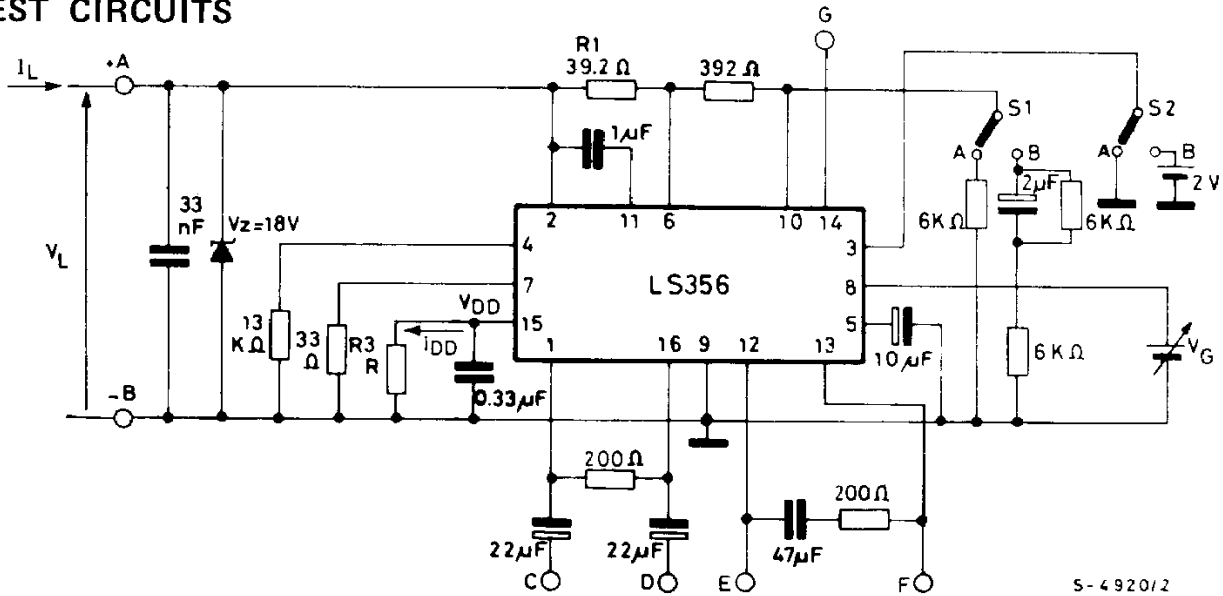 EST CIRCUITS
G
I_L
+A
R1
39.2 Ω
392 Ω
1µF
S1
S2
A
B
A
B
2µF
2 V
33
nF
Vz=18V
V_L
2
11
6
10
14
6KΩ
6KΩ
4
3
7
LS356
8
V_DD
15
5
i_DD
13
KΩ
33
Ω
R3
R
1
16
9
12
13
10 µF
6KΩ
V_G
0.33µF
-B
200Ω
200Ω
22µF
22µF
47µF
C
D
E
F
S-4920/2